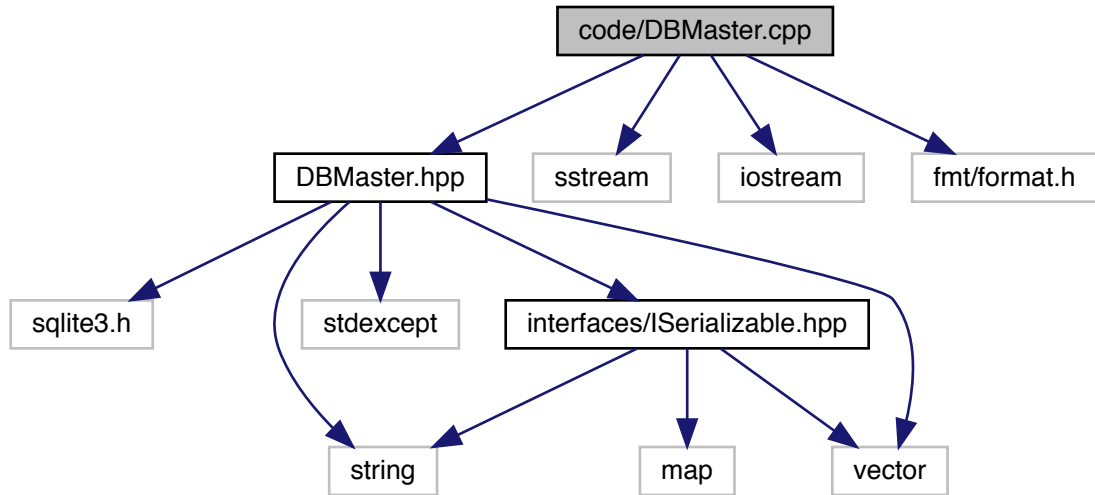 code/DBMaster.cpp
DBMaster.hpp
sstream
iostream
fmt/format.h
sqlite3.h
stdexcept
interfaces/ISerializable.hpp
string
map
vector